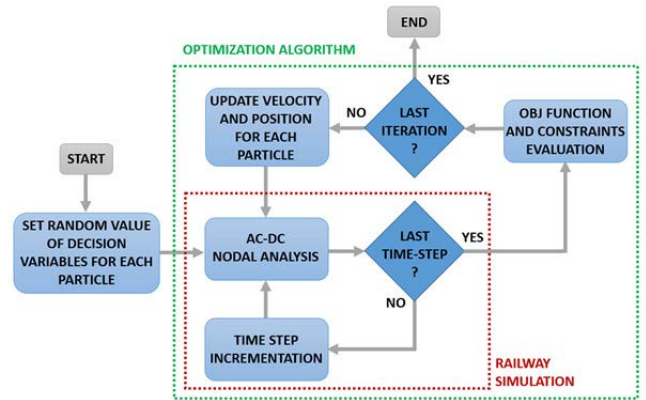 END
OPTIMIZATION ALGORITHM
YES
UPDATE VELOCITY
AND POSITION
FOR EACH
PARTICLE
NO
LAST
ITERATION
?
OBJ FUNCTION
AND CONSTRAINTS
EVALUATION
START
SET RANDOM VALUE
OF DECISION
VARIABLES FOR EACH
PARTICLE
AC-DC
NODAL ANALYSIS
LAST
TIME-STEP
?
YES
NO
TIME STEP
INCREMENTATION
RAILWAY
SIMULATION